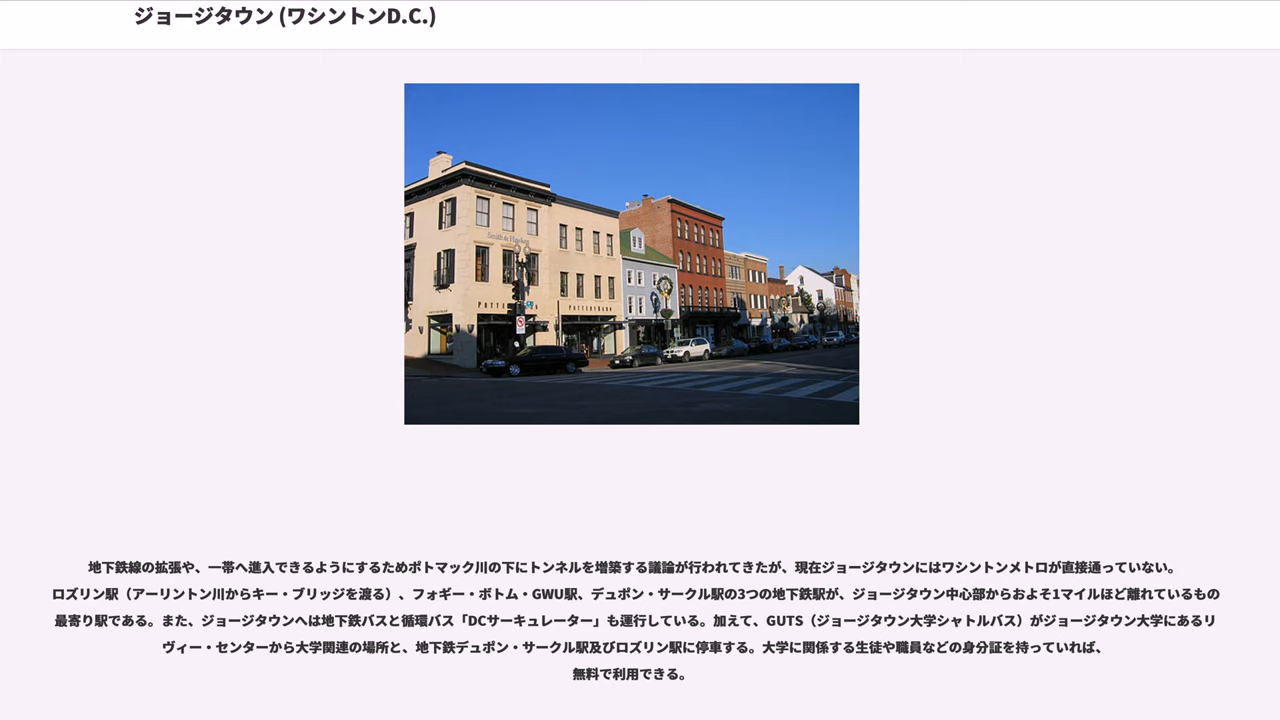 ジョージタウン (ワシントンD.C.)
Smith & Hawken
POTTERY BARN
地下鉄線の拡張や、一帯へ進入できるようにするためポトマック川の下にトンネルを増築する議論が行われてきたが、現在ジョージタウンにはワシントンメトロが直接通っていない。
ロズリン駅（アーリントン川からキー・ブリッジを渡る）、フォギー・ボトム・GWU駅、デュポン・サークル駅の3つの地下鉄駅が、ジョージタウン中心部からおよそ1マイルほど離れているもの
最寄り駅である。また、ジョージタウンへは地下鉄バスと循環バス「DCサーキュレーター」も運行している。加えて、GUTS（ジョージタウン大学シャトルバス）がジョージタウン大学にあるリ
ヴィー・センターから大学関連の場所と、地下鉄デュポン・サークル駅及びロズリン駅に停車する。大学に関係する生徒や職員などの身分証を持っていれば、
無料で利用できる。